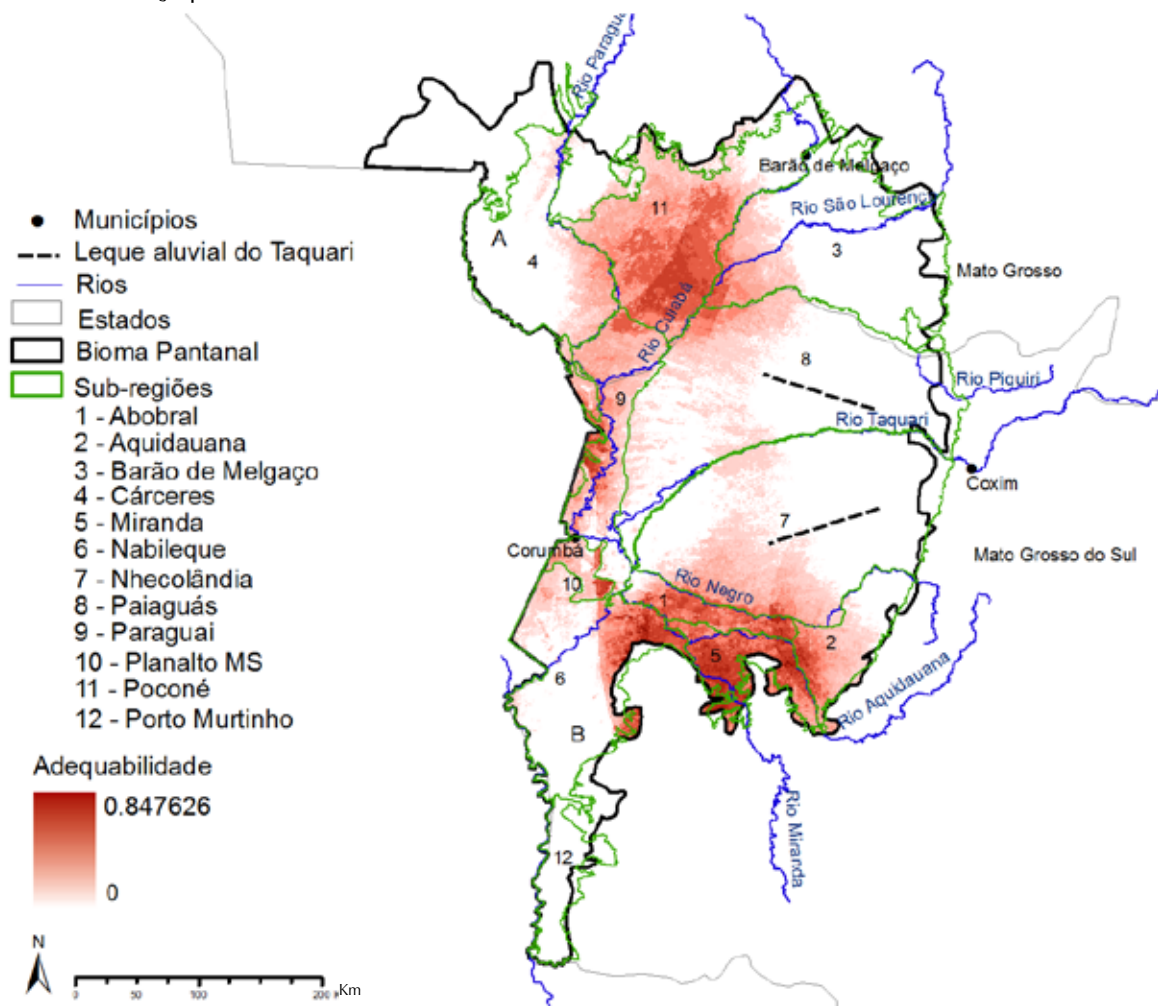 Rio Paragua
Barão de Melgaço
Rio São Lourenç
11
3
A
4
Mato Grosso
Rio Cuiabá
8
Rio Piquiri
9
Rio Taquari
Coxim
7
Corumbá
Mato Grosso do Sul
10
Rio Negro
1
2
5
6
Rio Aquidauana
B
Rio Miranda
12
Municípios
Leque aluvial do Taquari
Rios
Estados
Bioma Pantanal
Sub-regiões
1 - Abobral
2 - Aquidauana
3 - Barão de Melgaço
4 - Cárceres
5 - Miranda
6 - Nabileque
7 - Nhecolândia
8 - Paiaguás
9 - Paraguai
10 - Planalto MS
11 - Poconé
12 - Porto Murtinho
Adequabilidade
0.847626
0
N
0 50 100 200 Km